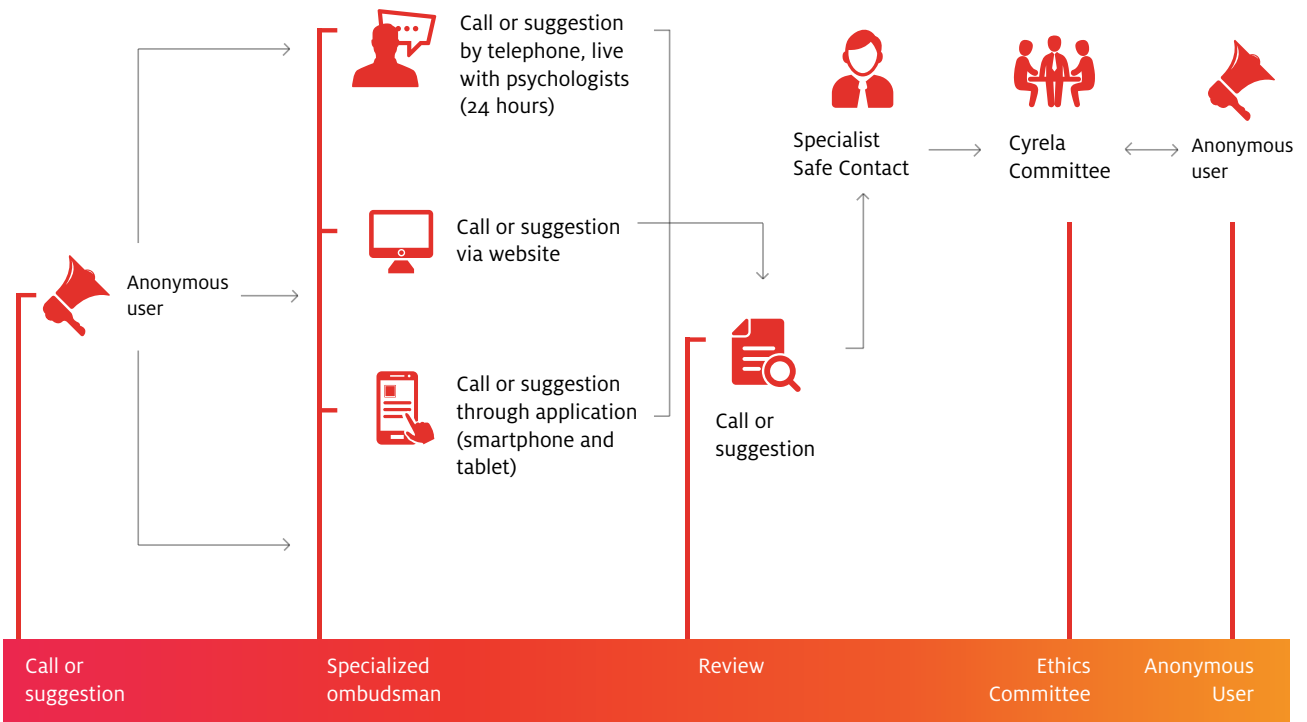 Anonymous
user
Call or suggestion
by telephone, live
with psychologists
(24 hours)
Call or suggestion
via website
Call or suggestion
through application
(smartphone and
tablet)
Call or
suggestion
Specialist
Safe Contact
Cyrela
Committee
Anonymous
user
Call or
suggestion
Specialized
ombudsman
Review
Ethics
Committee
Anonymous
User